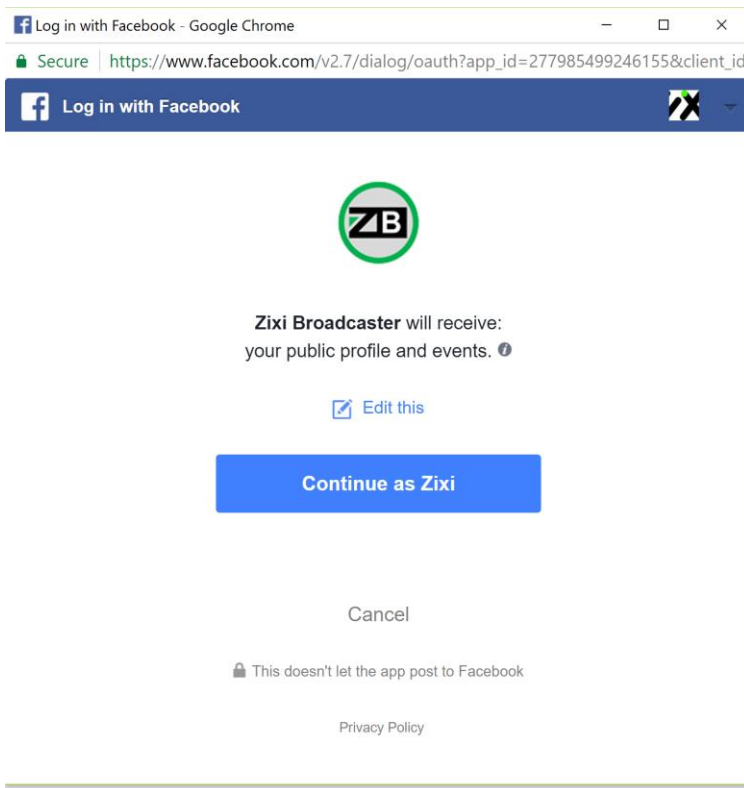 Log in with Facebook - Google Chrome
Secure https://www.facebook.com/v2.7/dialog/oauth?app_id=277985499246155&client_id
Log in with Facebook
ZB
Zixi Broadcaster will receive:
your public profile and events.
Edit this
Continue as Zixi
Cancel
This doesn't let the app post to Facebook
Privacy Policy